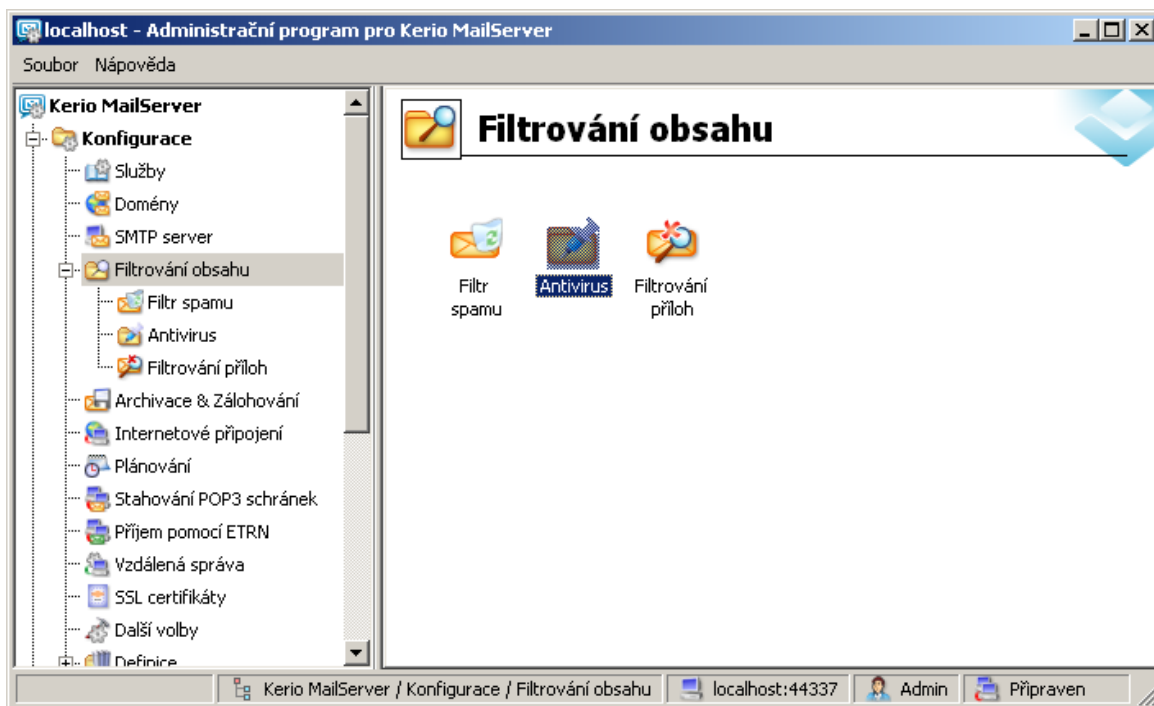 localhost - Administrační program pro Kerio MailServer
Soubor Nápověda
Kerio MailServer
Konfigurace
Služby
Domény
SMTP server
Filtrování obsahu
Filtr spamu
Antivirus
Filtrování příloh
Archivace & Zálohování
Internetové připojení
Plánování
Stahování POP3 schránek
Příjem pomocí ETRN
Vzdálená správa
SSL certifikáty
Další volby
Definice
Filtrování obsahu
Filtr
spamu
Antivirus
Filtrování
příloh
Kerio MailServer / Konfigurace / Filtrování obsahu localhost:44337 Admin Připraven